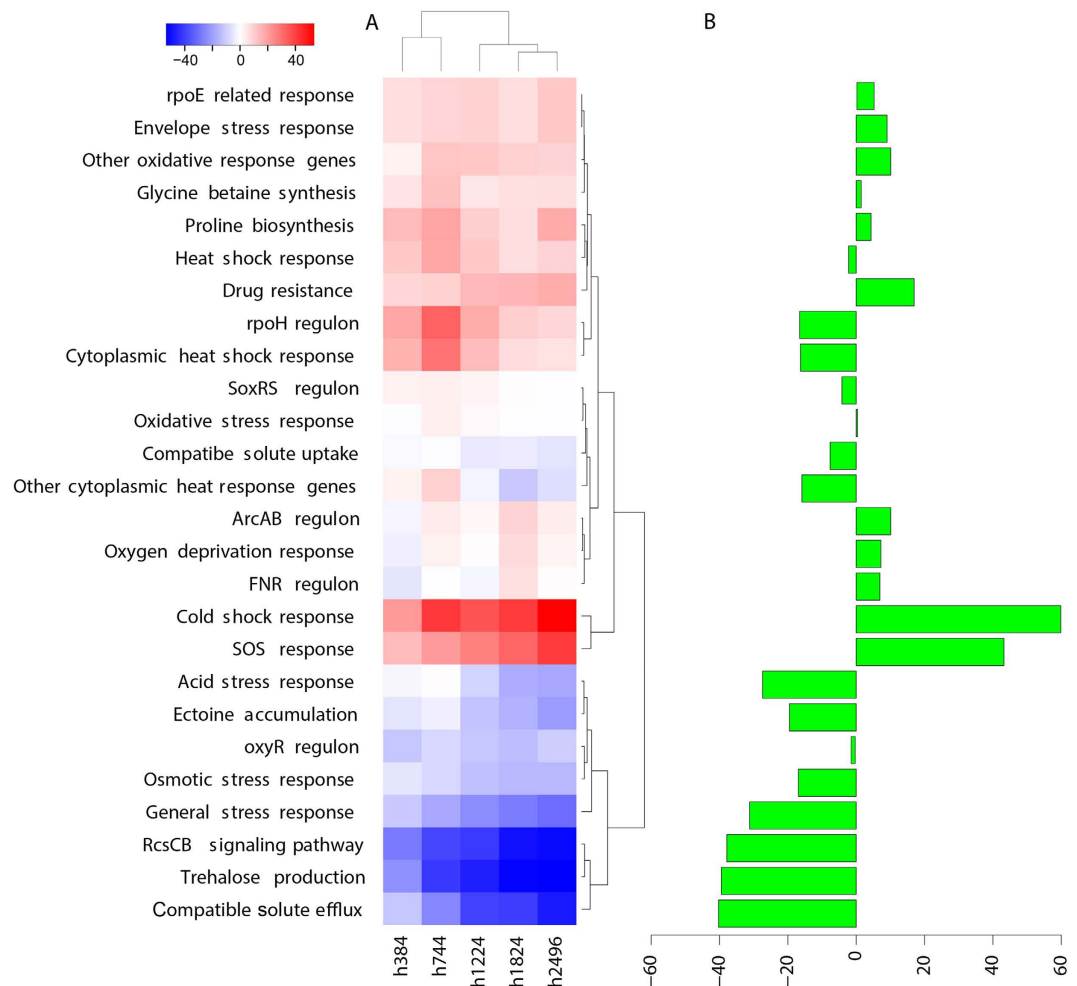 A
B
−40 0 40
rpoE related response
Envelope stress response
Other oxidative response genes
Glycine betaine synthesis
Proline biosynthesis
Heat shock response
Drug resistance
rpoH regulon
Cytoplasmic heat shock response
SoxRS regulon
Oxidative stress response
Compatibe solute uptake
Other cytoplasmic heat response genes
ArcAB regulon
Oxygen deprivation response
FNR regulon
Cold shock response
SOS response
Acid stress response
Ectoine accumulation
oxyR regulon
Osmotic stress response
General stress response
RcsCB signaling pathway
Trehalose production
Compatible solute efflux
h384 h744 h1224 h1824 h2496
−60 −40 −20 0 20 40 60